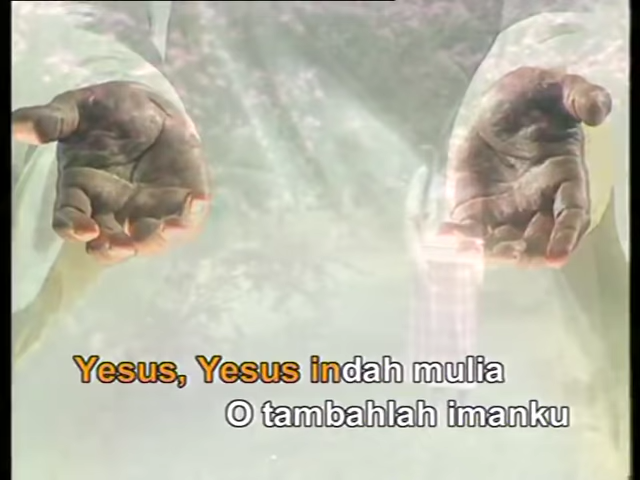 Yesus, Yesus indah mulia
O tambahlah imanku